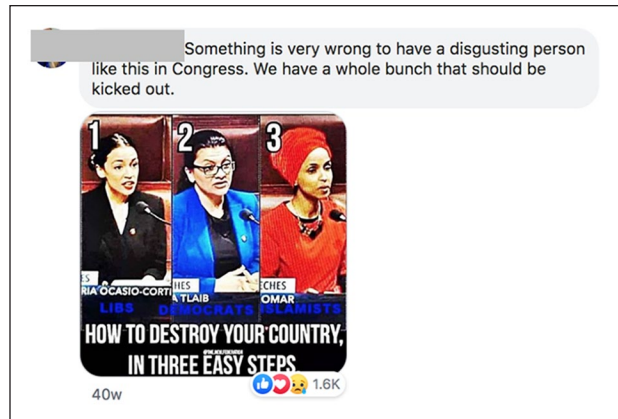 Something is very wrong to have a disgusting person
like this in Congress. We have a whole bunch that should be
kicked out.
1 2 3
RIA OCASIO-CORTE
HES
CHES
A TLAIB
OMAR
LIBS DEMOCRATS ISLAMISTS
HOW TO DESTROY YOUR COUNTRY,
IN THREE EASY STEPS
1.6K
40w